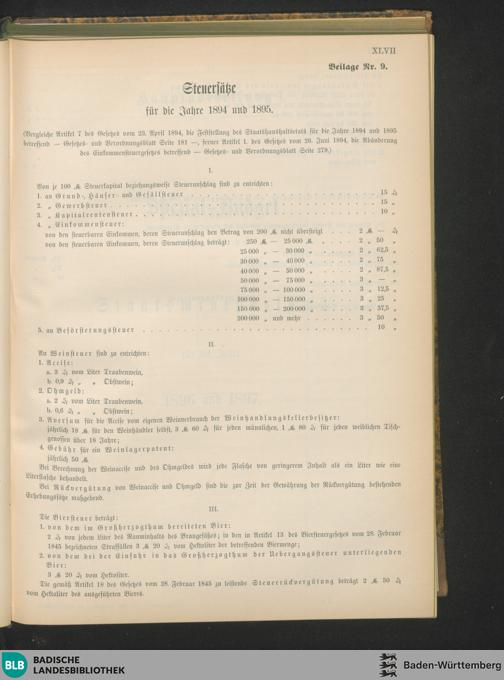 XLVII
Beilage Nr. 9.
Steuersätze
für die Jahre 1894 und 1895.
(Vergleiche Artikel 7 des Gesetzes vom 23. April 1894, die Feststellung des Staatshaushaltsetats für die Jahre 1894 und 1895
betreffend — Gesetzes- und Verordnungsblatt Seite 181 —, ferner Artikel 1. des Gesetzes vom 26. Juni 1894, die Abänderung
des Einkommensteuergesetzes betreffend — Gesetzes- und Verordnungsblatt Seite 279.)
I.
Von je 100 ℳ Steuerkapital beziehungsweise Steueranschlag sind zu entrichten:
1. an Grund-, Häuser- und Gefällsteuer . . . . . 15 ₰
2. „ Gewerbsteuer . . . . . 15 „
3. „ Kapitalrentensteuer . . . . . 10 „
4. „ Einkommensteuer:
von den steuerbaren Einkommen, deren Steueranschlag den Betrag von 200 ℳ nicht übersteigt . 2 ℳ — ₰
von den steuerbaren Einkommen, deren Steueranschlag beträgt: 250 ℳ — 25 000 ℳ . . . . 2 „ 50 „
25 000 „ — 30 000 „ . . . . 2 „ 62,5 „
30 000 „ — 40 000 „ . . . . 2 „ 75 „
40 000 „ — 50 000 „ . . . . 2 „ 87,5 „
50 000 „ — 75 000 „ . . . . 3 „ — „
75 000 „ — 100 000 „ . . . . 3 „ 12,5 „
100 000 „ — 150 000 „ . . . . 3 „ 25 „
150 000 „ — 200 000 „ . . . . 3 „ 37,5 „
200 000 „ und mehr . . . . 3 „ 50 „
5. an Beförsterungssteuer . . . . . 10 „
II.
An Weinsteuer sind zu entrichten:
1. Accise:
a. 3 ₰ vom Liter Traubenwein,
b. 0,9 ₰ „ „ Obstwein;
2. Ohmgeld:
a. 2 ₰ vom Liter Traubenwein,
b. 0,6 ₰ „ „ Obstwein;
3. Aversum für die Accise vom eigenen Weinverbrauch der Weinhandlungskellerbesitzer:
jährlich 18 ℳ für den Weinhändler selbst, 3 ℳ 60 ₰ für jeden männlichen, 1 ℳ 80 ₰ für jeden weiblichen Tisch-
genossen über 18 Jahre;
4. Gebühr für ein Weinlagerpatent:
jährlich 50 ℳ
Bei Berechnung der Weinaccise und des Ohmgeldes wird jede Flasche von geringerem Inhalt als ein Liter wie eine
Literflasche behandelt.
Bei Rückvergütung von Weinaccise und Ohmgeld sind die zur Zeit der Gewährung der Rückvergütung bestehenden
Erhebungssätze maßgebend.
III.
Die Biersteuer beträgt:
1. von dem im Großherzogthum bereiteten Bier:
2 ₰ von jedem Liter des Rauminhalts des Braugefäßes; in den in Artikel 13 des Biersteuergesetzes vom 28. Februar
1845 bezeichneten Straffällen 3 ℳ 20 ₰ vom Hektoliter der betreffenden Biermenge;
2. von dem bei der Einfuhr in das Großherzogthum der Uebergangssteuer unterliegenden
Bier:
3 ℳ 20 ₰ vom Hektoliter.
Die gemäß Artikel 18 des Gesetzes vom 28. Februar 1845 zu leistende Steuerrückvergütung beträgt 2 ℳ 50 ₰
vom Hektoliter des ausgeführten Bieres.
BLB BADISCHE
LANDESBIBLIOTHEK
Baden-Württemberg